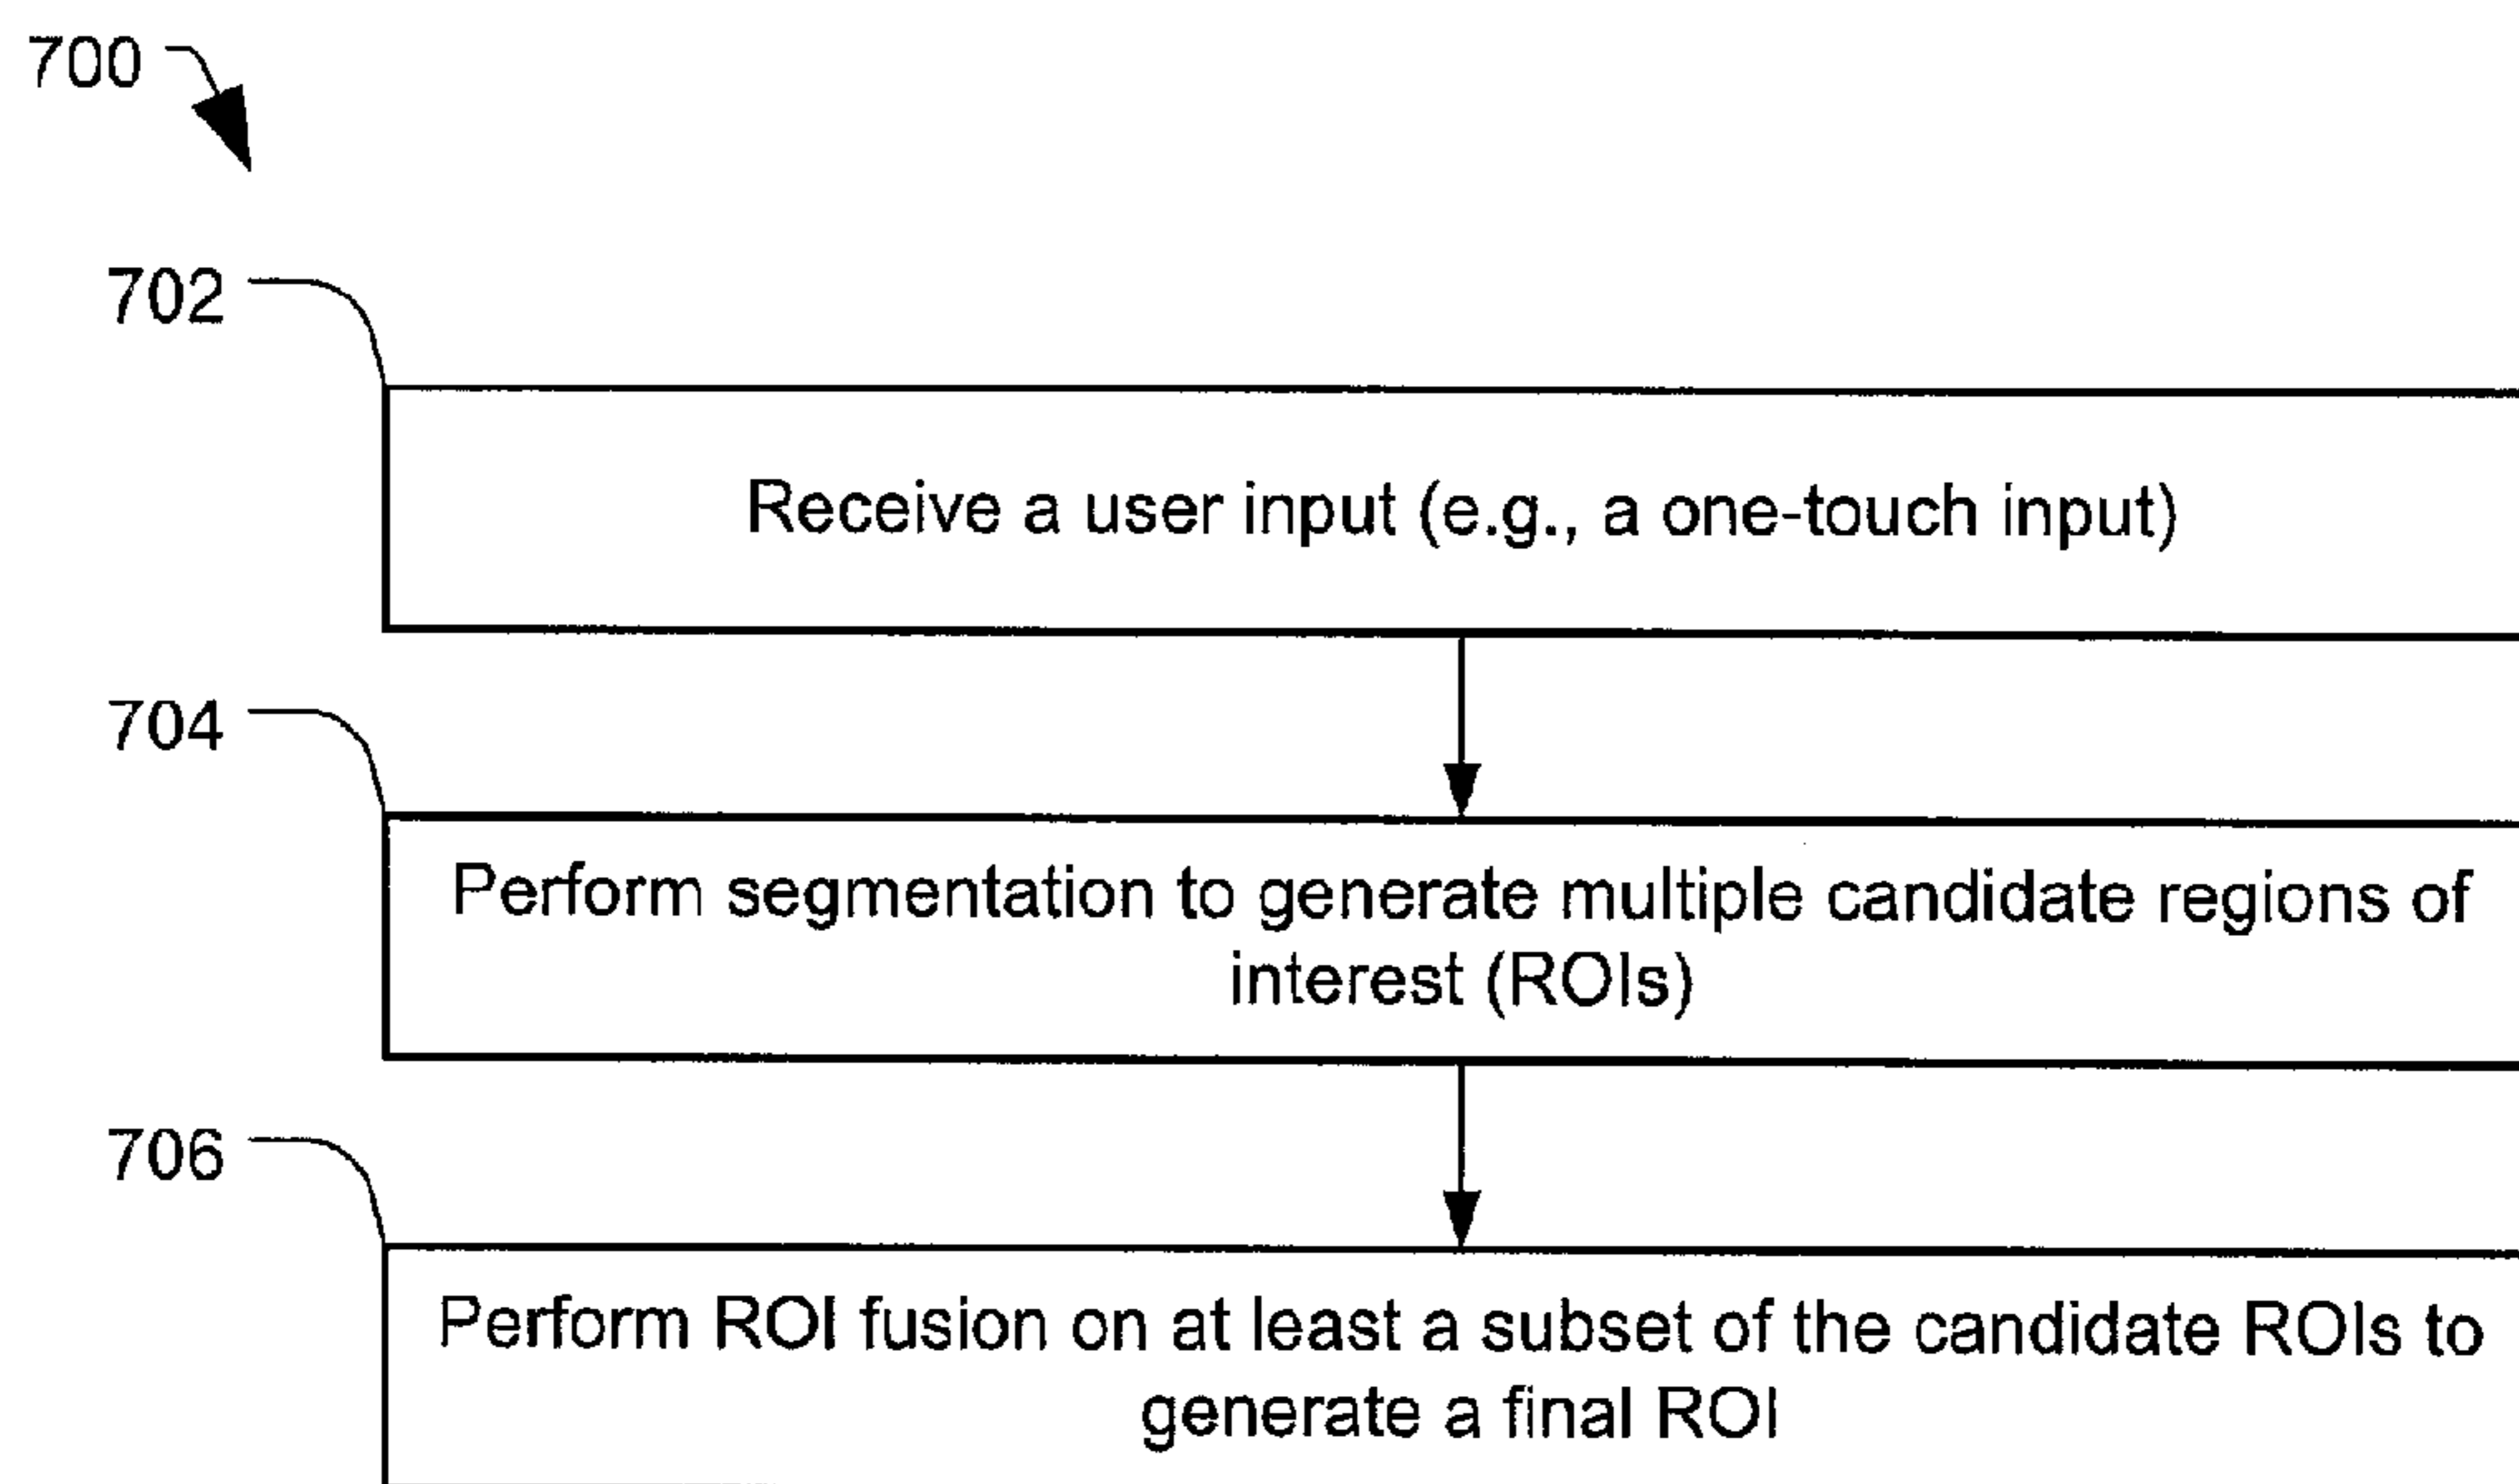 700
702
Receive a user input (e.g., a one-touch input)
704
Perform segmentation to generate multiple candidate regions of
interest (ROIs)
706
Perform ROI fusion on at least a subset of the candidate ROIs to
generate a final ROI